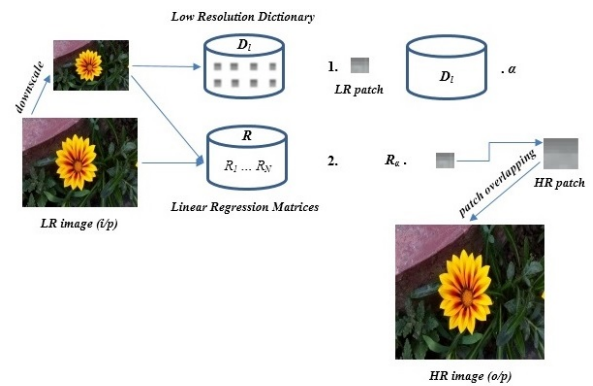 Low Resolution Dictionary
Dl
downscale
1.
LR patch
Dl
. α
R
R1 ... RN
Linear Regression Matrices
LR image (i/p)
2.
Rα .
HR patch
patch overlapping
HR image (o/p)